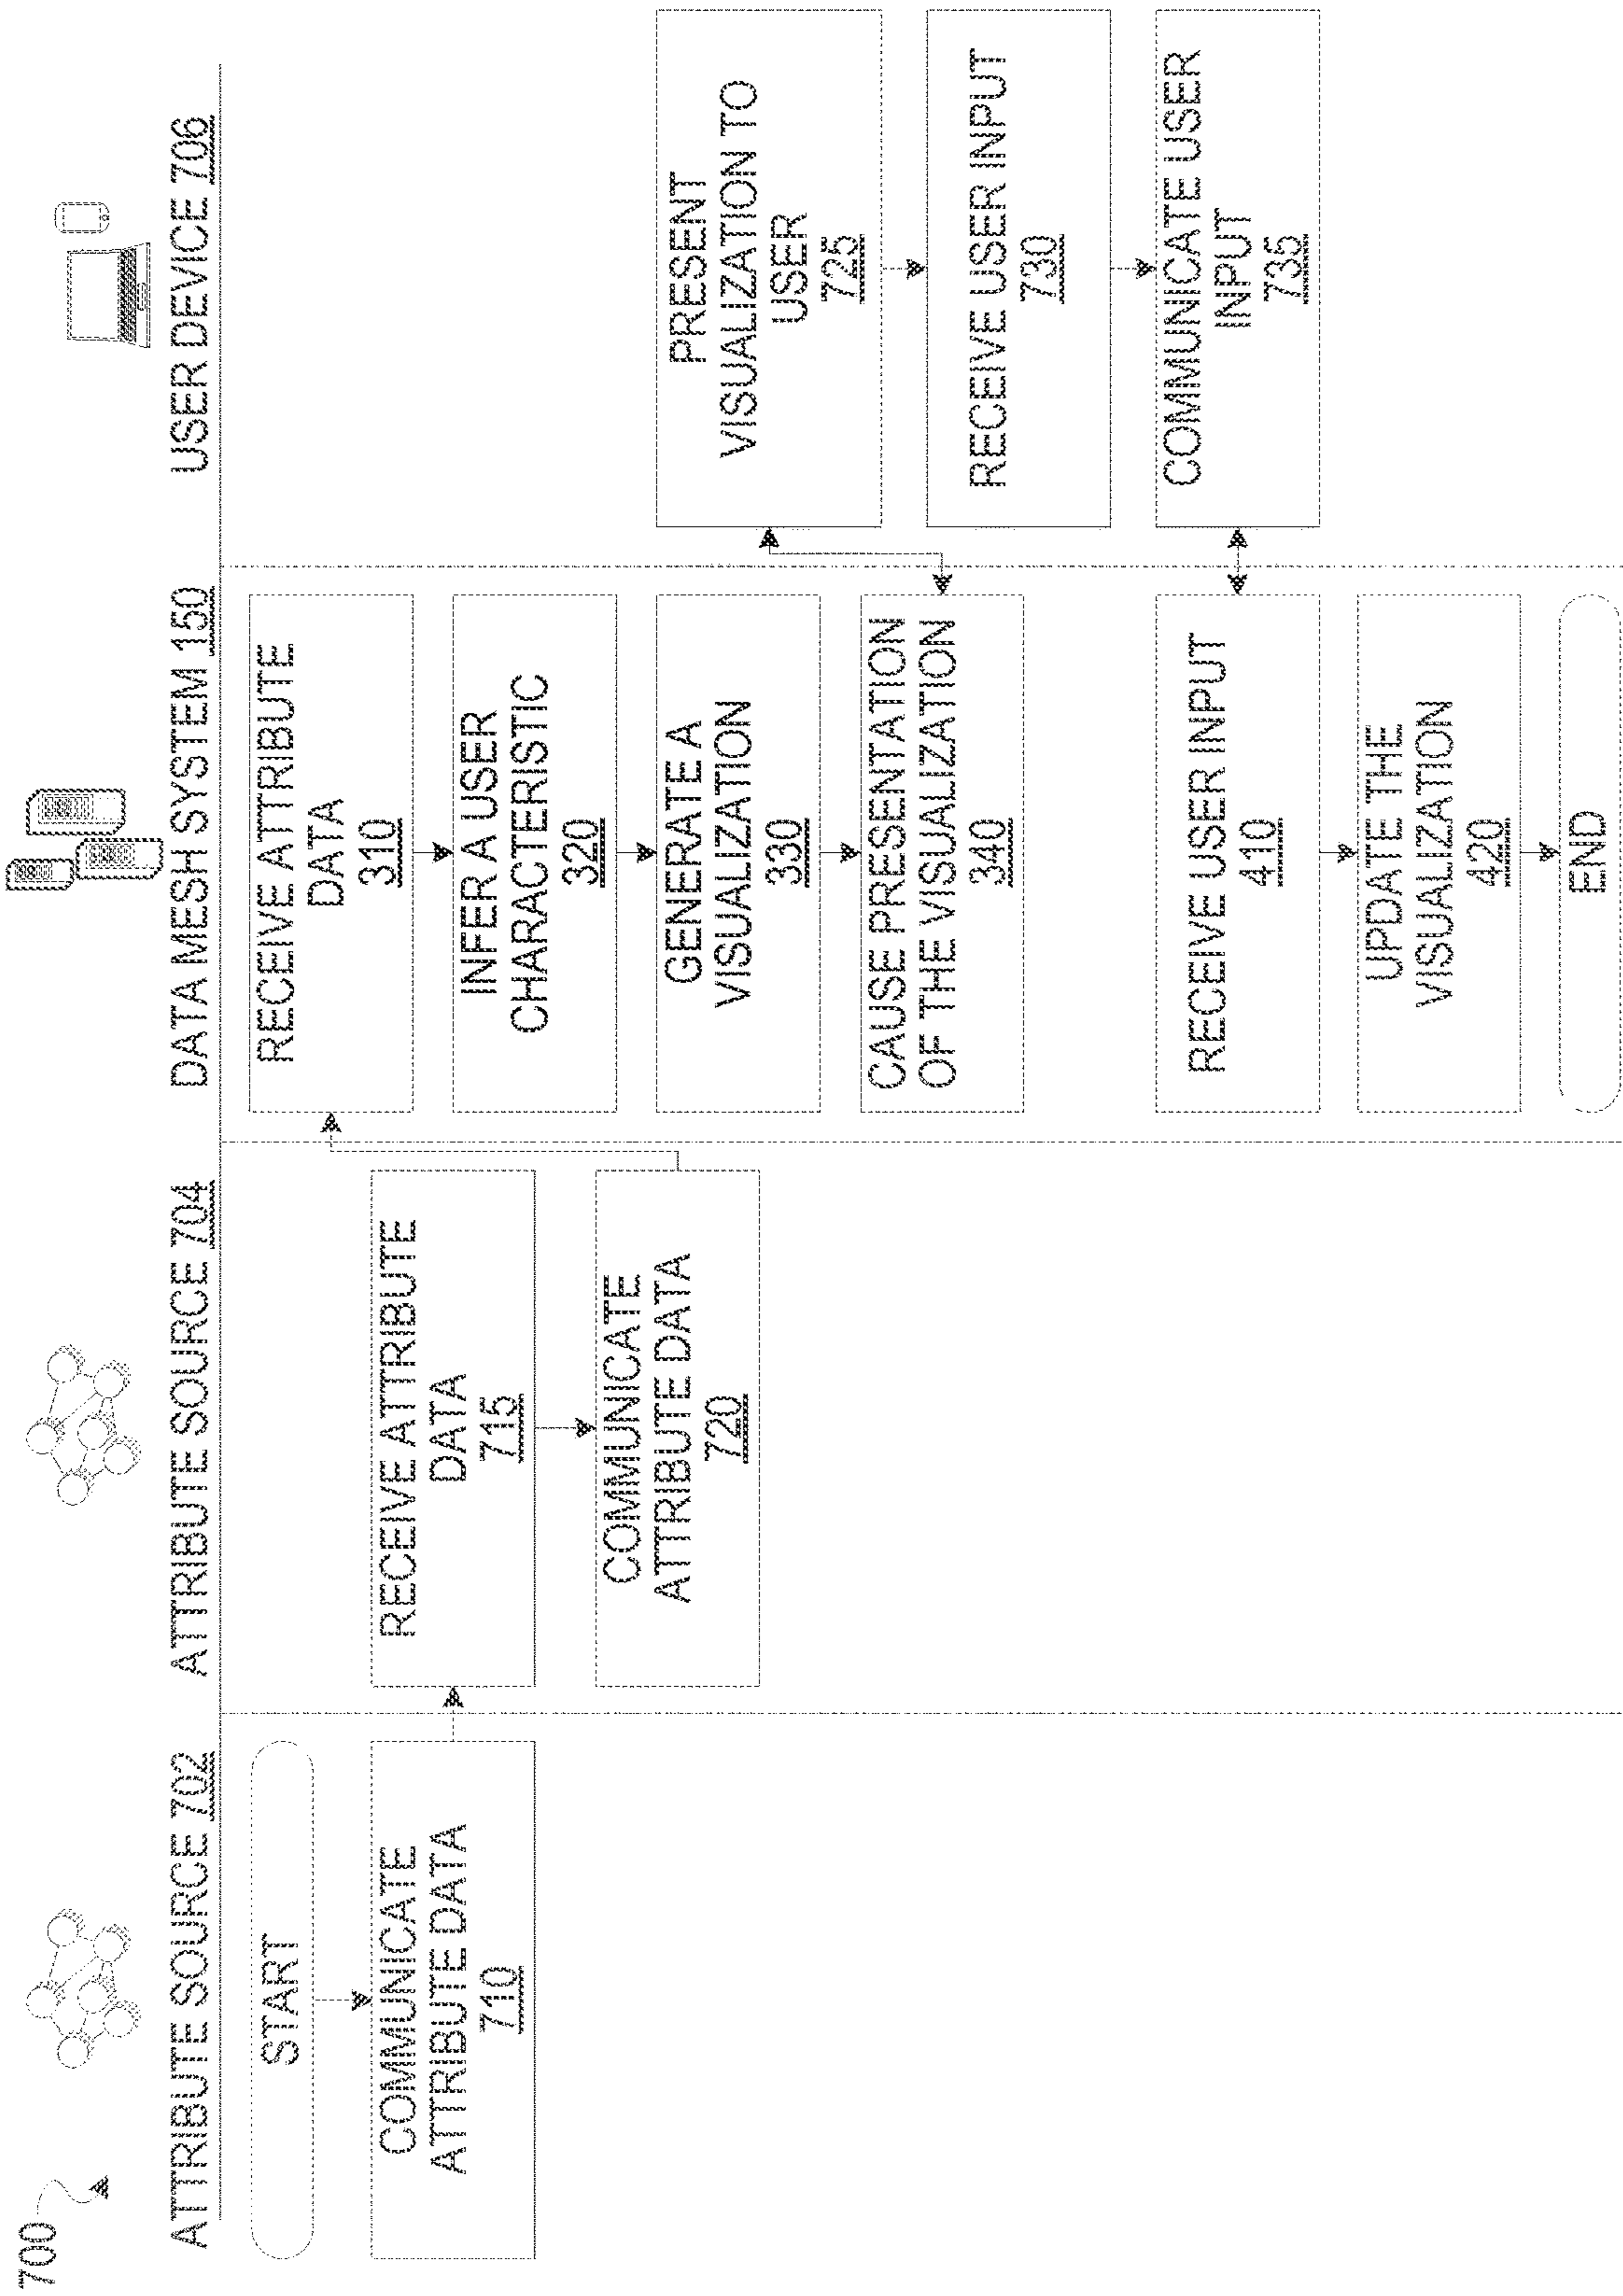 700
ATTRIBUTE SOURCE 702
ATTRIBUTE SOURCE 704
DATA MESH SYSTEM 150
USER DEVICE 706
START
COMMUNICATE
ATTRIBUTE DATA
710
RECEIVE ATTRIBUTE
DATA
715
COMMUNICATE
ATTRIBUTE DATA
720
RECEIVE ATTRIBUTE
DATA
310
INFER A USER
CHARACTERISTIC
320
GENERATE A
VISUALIZATION
330
CAUSE PRESENTATION
OF THE VISUALIZATION
340
PRESENT
VISUALIZATION TO
USER
725
RECEIVE USER INPUT
730
COMMUNICATE USER
INPUT
735
RECEIVE USER INPUT
410
UPDATE THE
VISUALIZATION
420
END